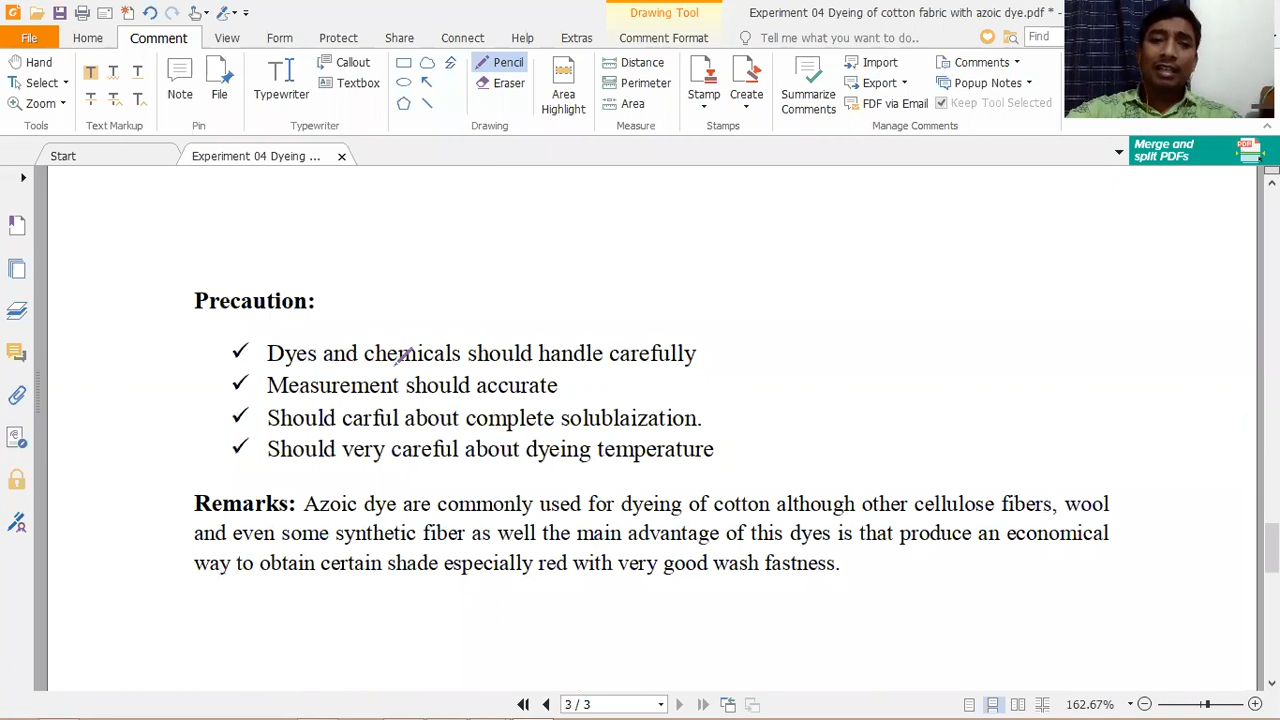 Drawing Tool
Experiment
otton fabric with azoic dye.pdf *
File
Home
Comment
View
Form
Protect
Share
Connect
Help
Extras
Comment Format
Tell me what you want to do..
Find
Hand
Select
Zoom
Tools
Text Markup
Note
File
Pin
Typewriter
Callout
Textbox
Typewriter
Pencil
Eraser
Area
Highlight
Drawing
Distance
Perimeter
Area
Measure
Stamp
Create
Stamps
Summarize
Comments
Import
Export
FDF via Email
Comments
Popup Notes
Keep Tool Selected
Manage Comments
Start
Experiment 04 Dyeing ...
Merge and
split PDFs
Precaution:
✓ Dyes and chemicals should handle carefully
✓ Measurement should accurate
✓ Should carful about complete solublaization.
✓ Should very careful about dyeing temperature
Remarks: Azoic dye are commonly used for dyeing of cotton although other cellulose fibers, wool
and even some synthetic fiber as well the main advantage of this dyes is that produce an economical
way to obtain certain shade especially red with very good wash fastness.
3 / 3
162.67%